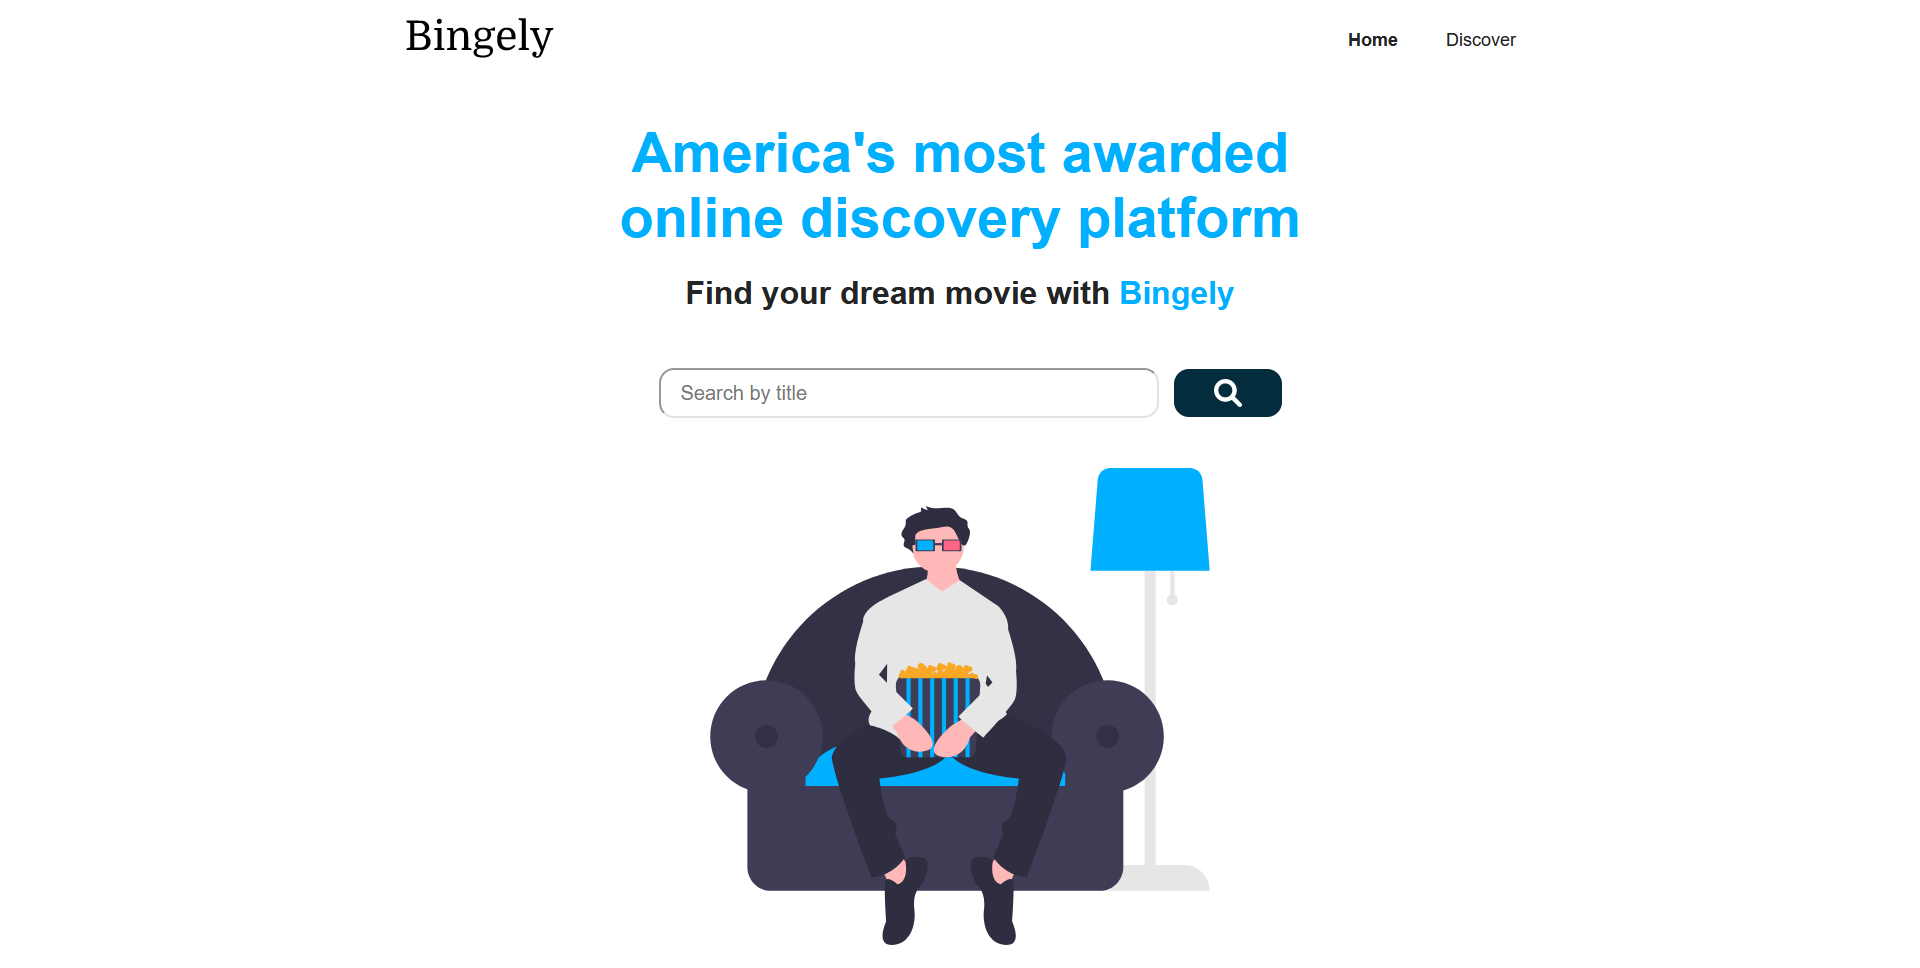 Bingely
Home Discover
America's most awarded
online discovery platform
Find your dream movie with Bingely
Search by title